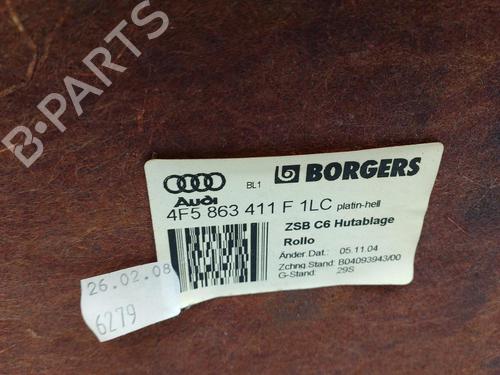 B-PARTS
Audi
BL1
BORGERS
4F5 863 411 F 1LC platin-hell
ZSB C6 Hutablage
Rollo
Änder.Dat.: 05.11.04
Zchng.Stand: B04093943/00
G-Stand: 29S
26.02.08
6279